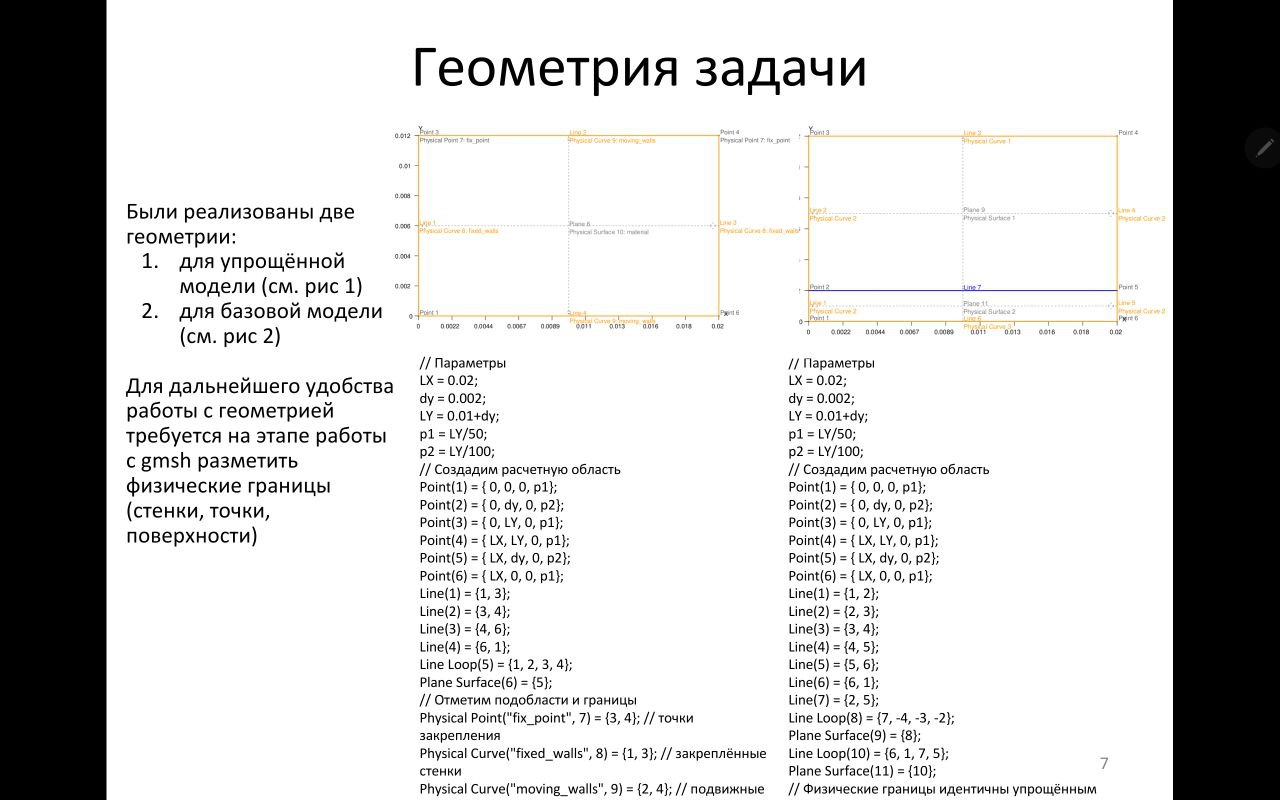 Геометрия задачи
Были реализованы две
геометрии:
1. для упрощённой
модели (см. рис 1)
2. для базовой модели
(см. рис 2)
Для дальнейшего удобства
работы с геометрией
требуется на этапе работы
с gmsh разметить
физические границы
(стенки, точки,
поверхности)
Y
Point 3
Physical Point 7: fix_point
Line 2
Physical Curve 9: moving_walls
Point 4
Physical Point 7: fix_point
0.012
0.01
0.008
0.006
0.004
0.002
0
Line 1
Physical Curve 8: fixed_walls
Plane 6
Physical Surface 10: material
Line 3
Physical Curve 8: fixed_walls
Point 1
Line 4
Physical Curve 9: moving_walls
X
Point 6
0 0.0022 0.0044 0.0067 0.0089 0.011 0.013 0.016 0.018 0.02
Y
Point 3
Line 3
Physical Curve 1
Point 4
Line 2
Physical Curve 2
Plane 9
Physical Surface 1
Line 4
Physical Curve 2
Point 2
Line 7
Point 5
Line 1
Physical Curve 2
Plane 11
Physical Surface 2
Line 5
Physical Curve 2
Point 1
Line 6
Physical Curve 3
X
Point 6
0 0.0022 0.0044 0.0067 0.0089 0.011 0.013 0.016 0.018 0.02
// Параметры
LX = 0.02;
dy = 0.002;
LY = 0.01+dy;
p1 = LY/50;
p2 = LY/100;
// Создадим расчетную область
Point(1) = { 0, 0, 0, p1};
Point(2) = { 0, dy, 0, p2};
Point(3) = { 0, LY, 0, p1};
Point(4) = { LX, LY, 0, p1};
Point(5) = { LX, dy, 0, p2};
Point(6) = { LX, 0, 0, p1};
Line(1) = {1, 3};
Line(2) = {3, 4};
Line(3) = {4, 6};
Line(4) = {6, 1};
Line Loop(5) = {1, 2, 3, 4};
Plane Surface(6) = {5};
// Отметим подобласти и границы
Physical Point("fix_point", 7) = {3, 4}; // точки
закрепления
Physical Curve("fixed_walls", 8) = {1, 3}; // закреплённые
стенки
Physical Curve("moving_walls", 9) = {2, 4}; // подвижные
// Параметры
LX = 0.02;
dy = 0.002;
LY = 0.01+dy;
p1 = LY/50;
p2 = LY/100;
// Создадим расчетную область
Point(1) = { 0, 0, 0, p1};
Point(2) = { 0, dy, 0, p2};
Point(3) = { 0, LY, 0, p1};
Point(4) = { LX, LY, 0, p1};
Point(5) = { LX, dy, 0, p2};
Point(6) = { LX, 0, 0, p1};
Line(1) = {1, 2};
Line(2) = {2, 3};
Line(3) = {3, 4};
Line(4) = {4, 5};
Line(5) = {5, 6};
Line(6) = {6, 1};
Line(7) = {2, 5};
Line Loop(8) = {7, -4, -3, -2};
Plane Surface(9) = {8};
Line Loop(10) = {6, 1, 7, 5};
Plane Surface(11) = {10};
// Физические границы идентичны упрощённым
7